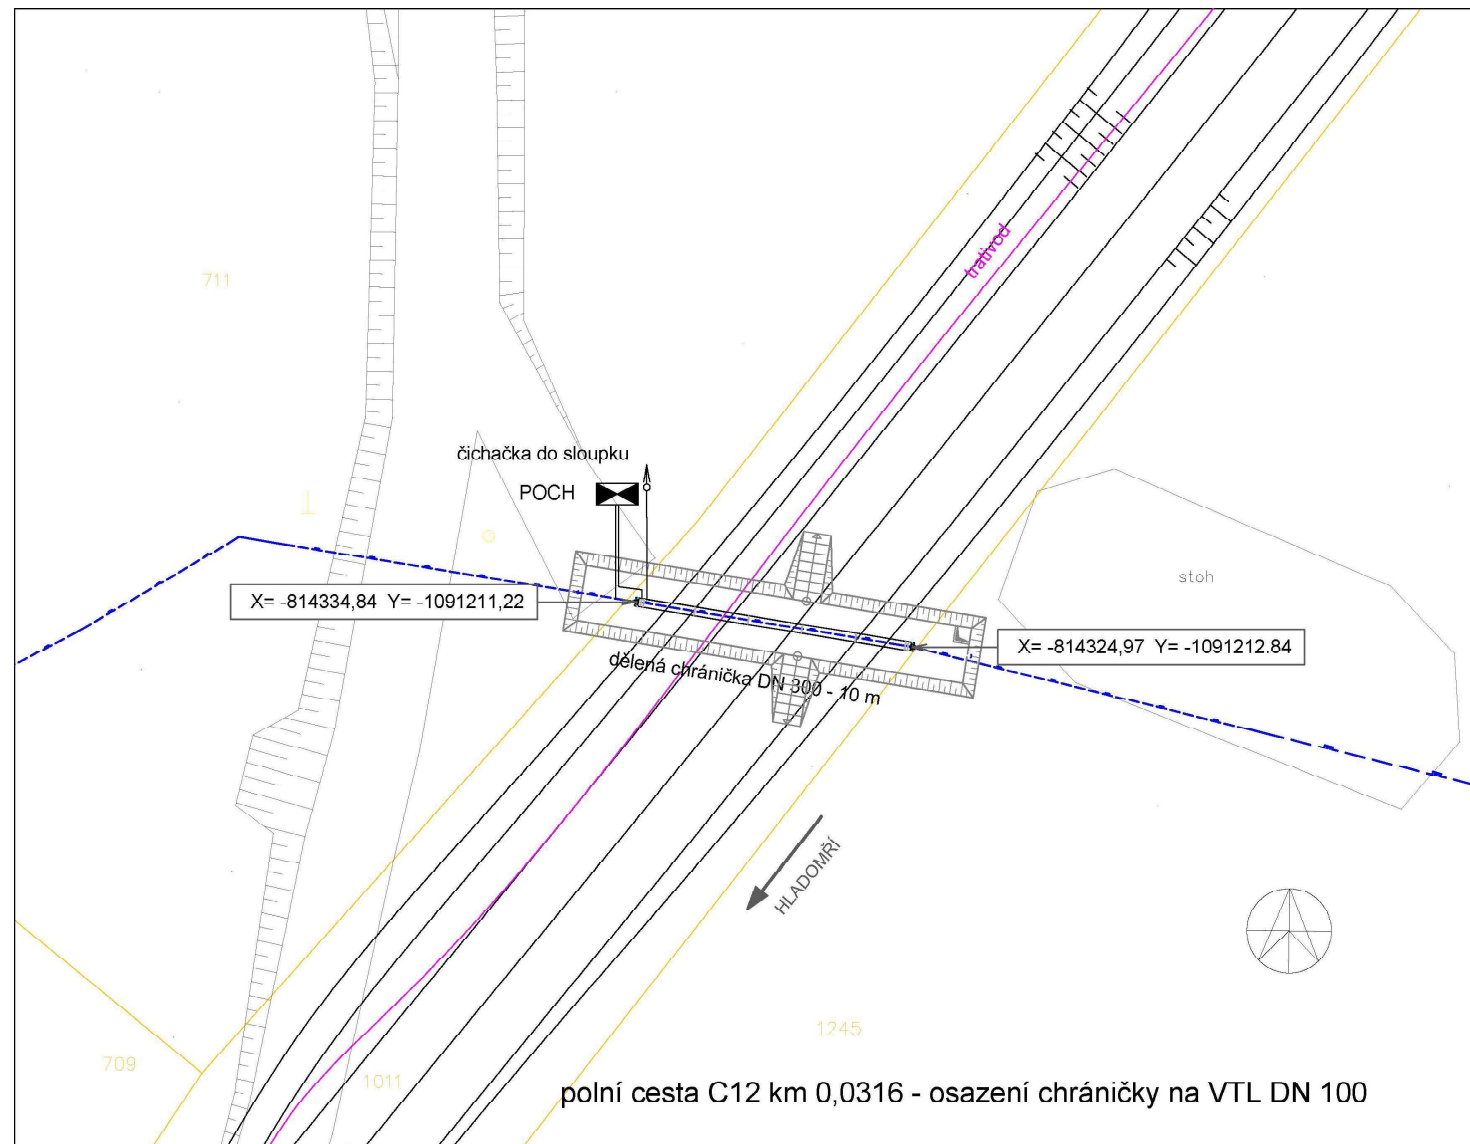 trativod
711
čichačka do sloupku
POCH
stoh
X= -814334,84 Y= -1091211,22
X= -814324,97 Y= -1091212.84
dělená chránička DN 300 - 10 m
HLADOMŘÍ
1245
709
1011
polní cesta C12 km 0,0316 - osazení chráničky na VTL DN 100